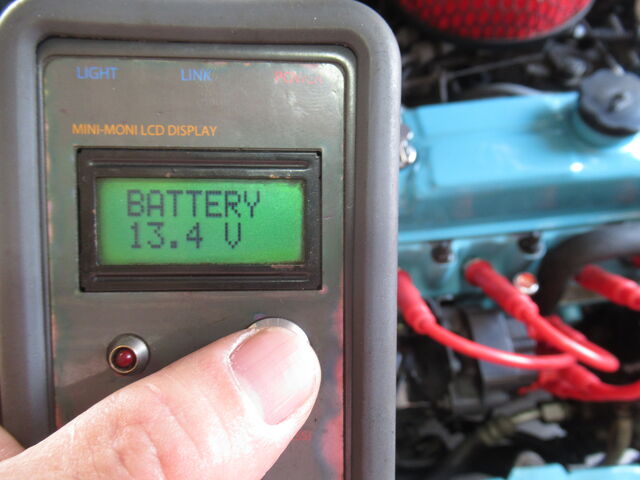 LIGHT LINK
MINI-MONI LCD DISPLAY
BATTERY
13.4 V